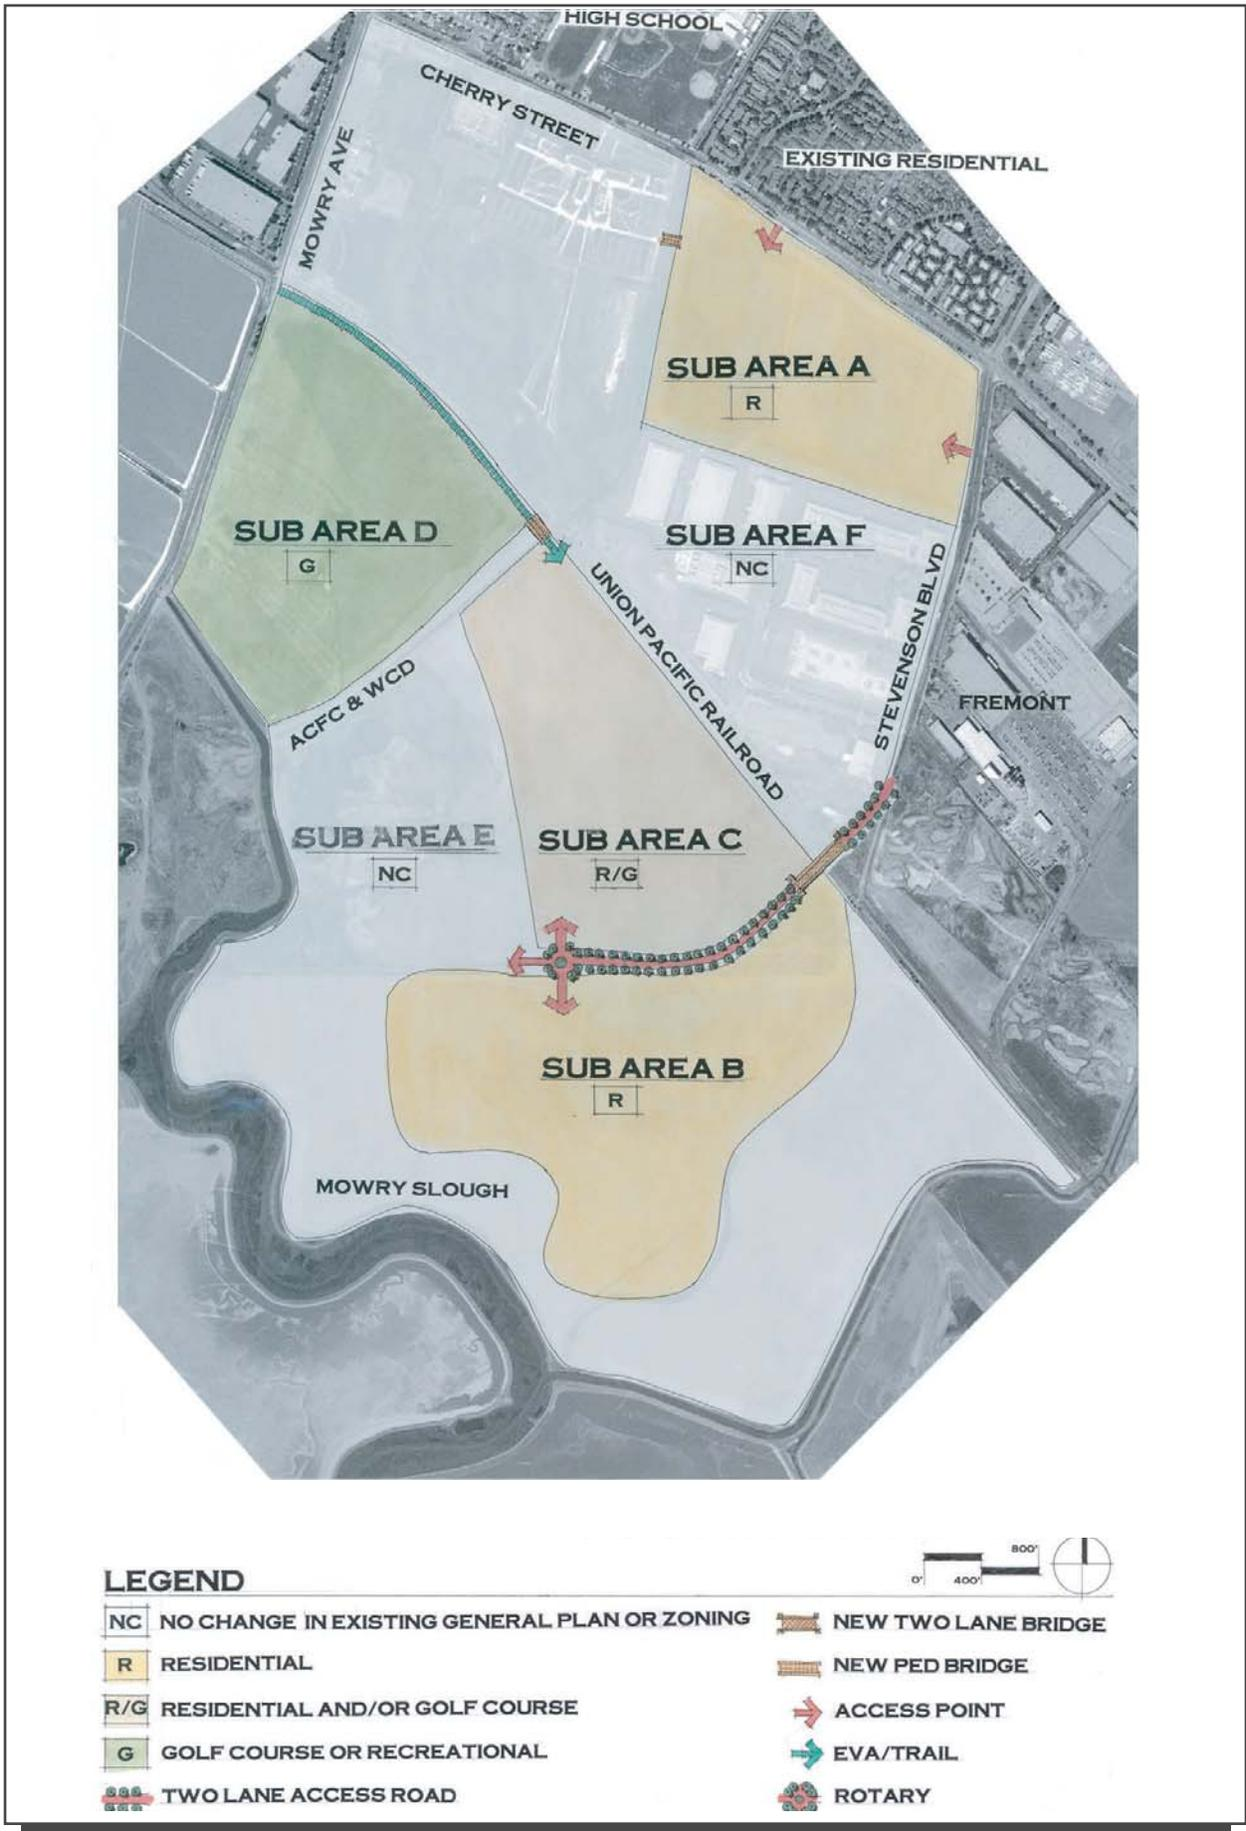 HIGH SCHOOL
CHERRY STREET
MOWRY AVE
EXISTING RESIDENTIAL
SUB AREA A
R
SUB AREA D
G
SUB AREA F
NC
UNION PACIFIC RAILROAD
STEVENSON BLVD
ACFC & WCD
FREMONT
SUB AREA E
NC
SUB AREA C
R/G
SUB AREA B
R
MOWRY SLOUGH
800'
0'
400'
LEGEND
NC NO CHANGE IN EXISTING GENERAL PLAN OR ZONING
R RESIDENTIAL
R/G RESIDENTIAL AND/OR GOLF COURSE
G GOLF COURSE OR RECREATIONAL
TWO LANE ACCESS ROAD
NEW TWO LANE BRIDGE
NEW PED BRIDGE
ACCESS POINT
EVA/TRAIL
ROTARY